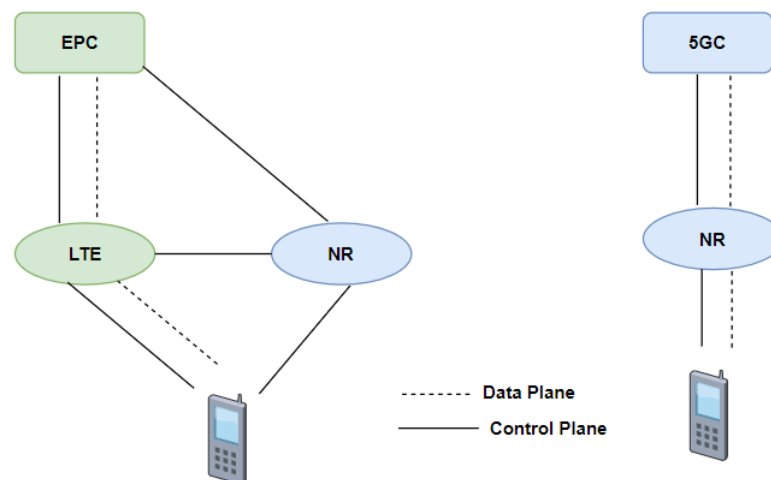 EPC
5GC
LTE
NR
NR
Data Plane
Control Plane